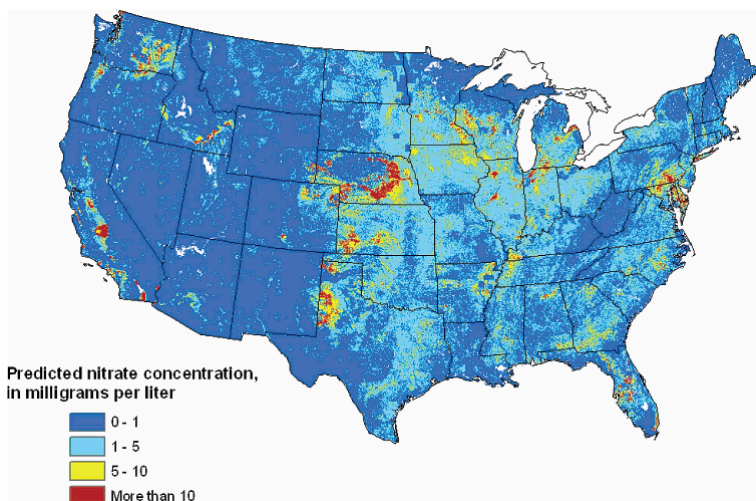 Predicted nitrate concentration,
in milligrams per liter
0 - 1
1 - 5
5 - 10
More than 10